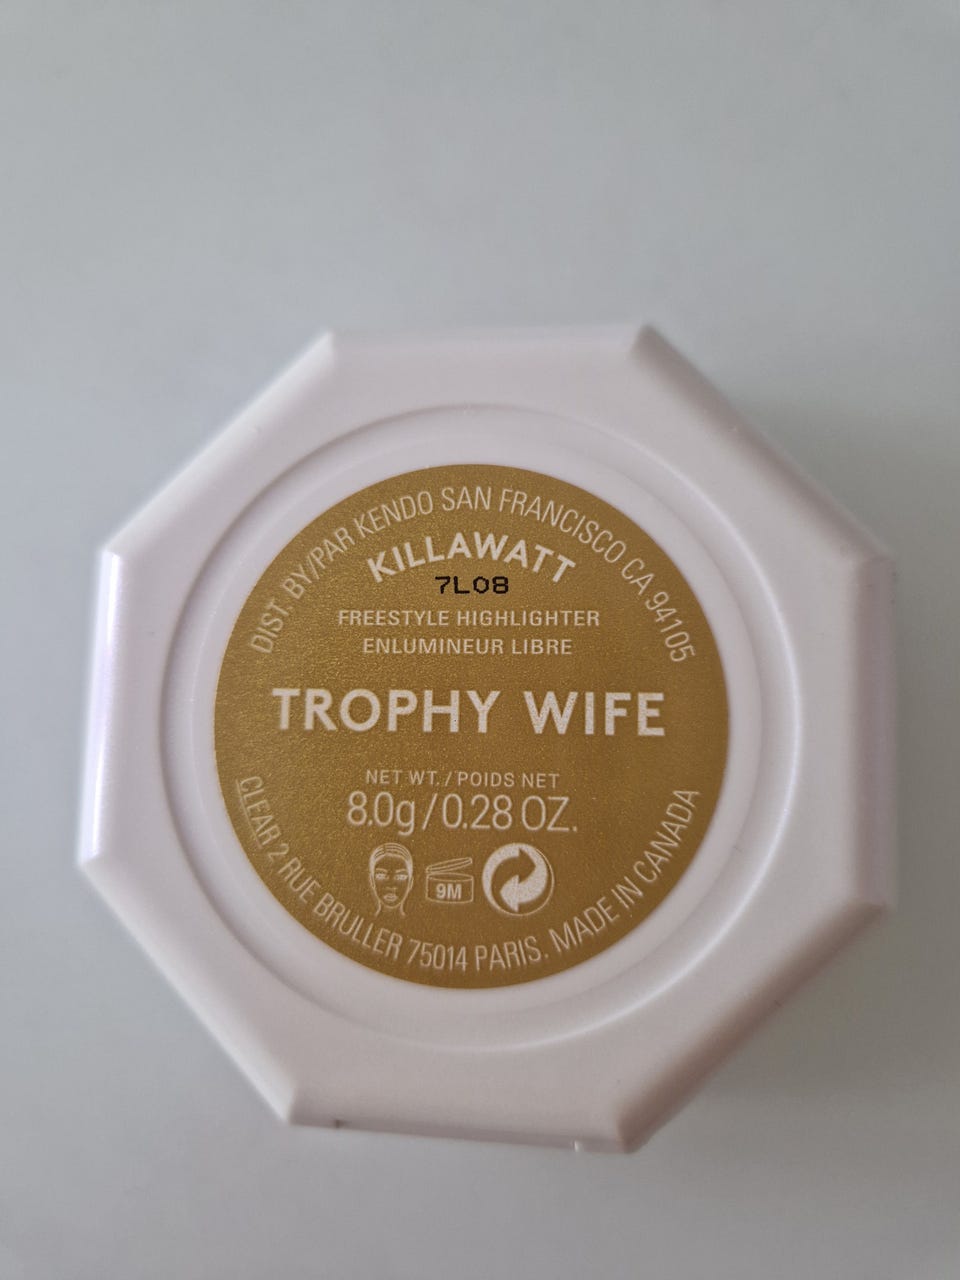 DIST. BY/PAR KENDO SAN FRANCISCO CA 94105
KILLAWATT
7L08
FREESTYLE HIGHLIGHTER
ENLUMINEUR LIBRE
TROPHY WIFE
NET WT. / POIDS NET
8.0g/0.28 OZ.
9M
CLEAR 2 RUE BRULLER 75014 PARIS. MADE IN CANADA